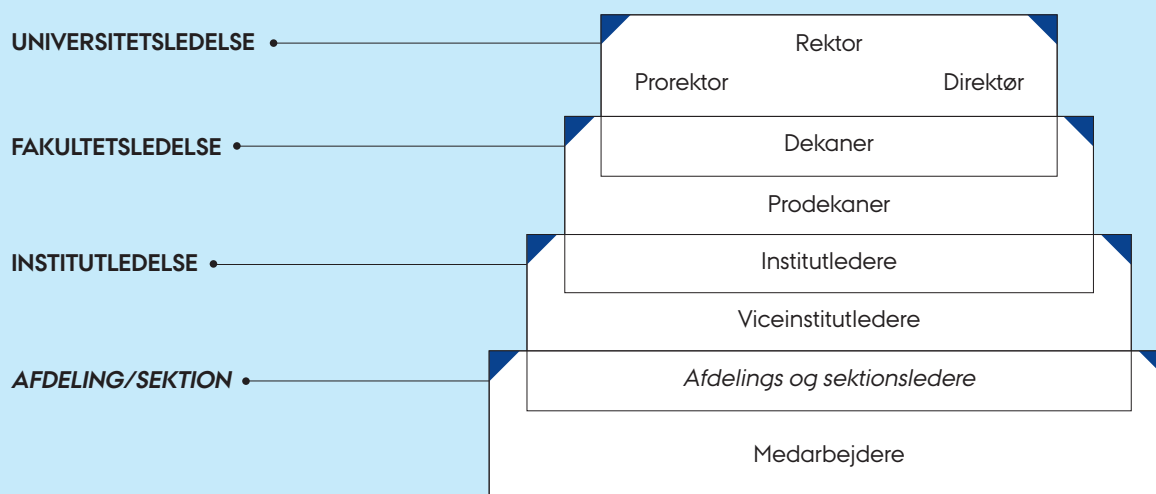 UNIVERSITETSLEDELSE
Rektor
Prorektor
Direktør
FAKULTETSLEDELSE
Dekaner
Prodekaner
INSTITUTLEDELSE
Institutledere
Viceinstitutledere
AFDELING/SEKTION
Afdelings og sektionsledere
Medarbejdere